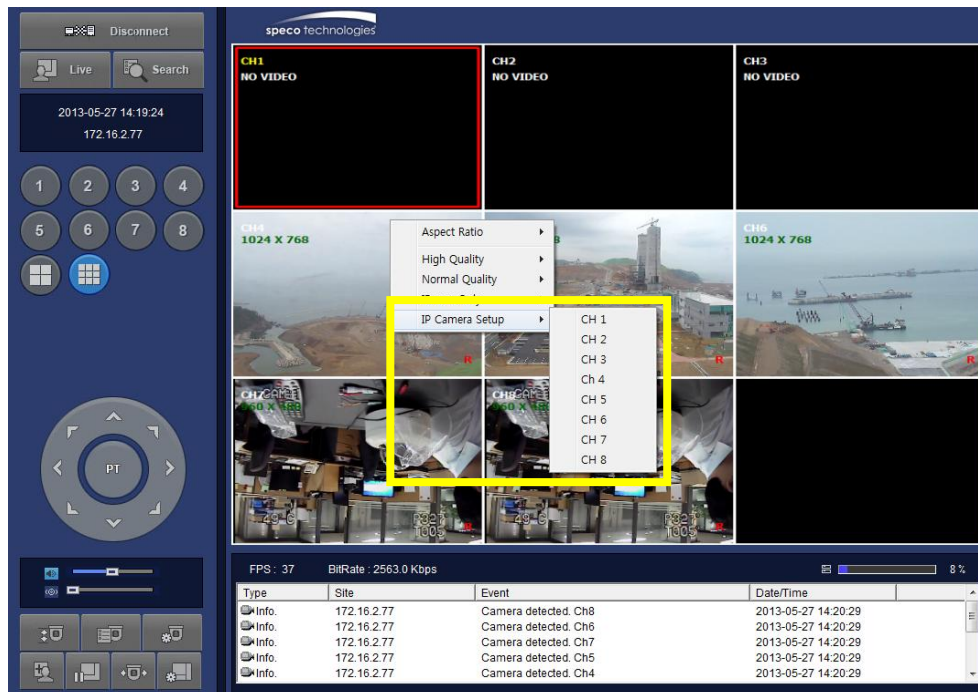 Disconnect
speco technologies
Live
Search
2013-05-27 14:19:24
172.16.2.77
1 2 3 4
5 6 7 8
PT
CH1
NO VIDEO
CH2
NO VIDEO
CH3
NO VIDEO
CH4
1024 X 768
R
CH6
1024 X 768
R
CH7
R
CH8
R
Aspect Ratio
High Quality
Normal Quality
IP Camera Setup
CH 1
CH 2
CH 3
Ch 4
CH 5
CH 6
CH 7
CH 8
FPS : 37
BitRate : 2563.0 Kbps
8 %
Type Site Event Date/Time
Info. 172.16.2.77 Camera detected. Ch8 2013-05-27 14:20:29
Info. 172.16.2.77 Camera detected. Ch6 2013-05-27 14:20:29
Info. 172.16.2.77 Camera detected. Ch7 2013-05-27 14:20:29
Info. 172.16.2.77 Camera detected. Ch5 2013-05-27 14:20:29
Info. 172.16.2.77 Camera detected. Ch4 2013-05-27 14:20:29